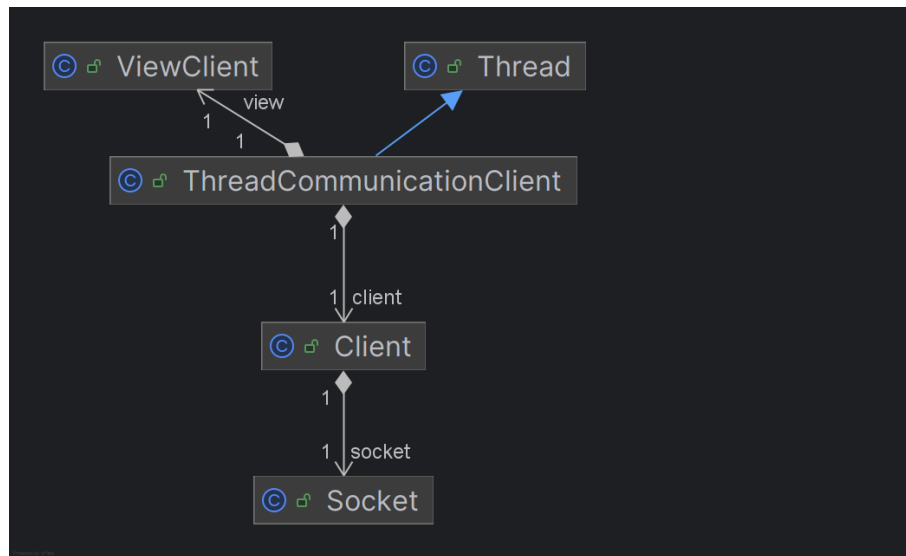 C ViewClient
C Thread
view
1
1
C ThreadCommunicationClient
1
1 client
C Client
1
1 socket
C Socket